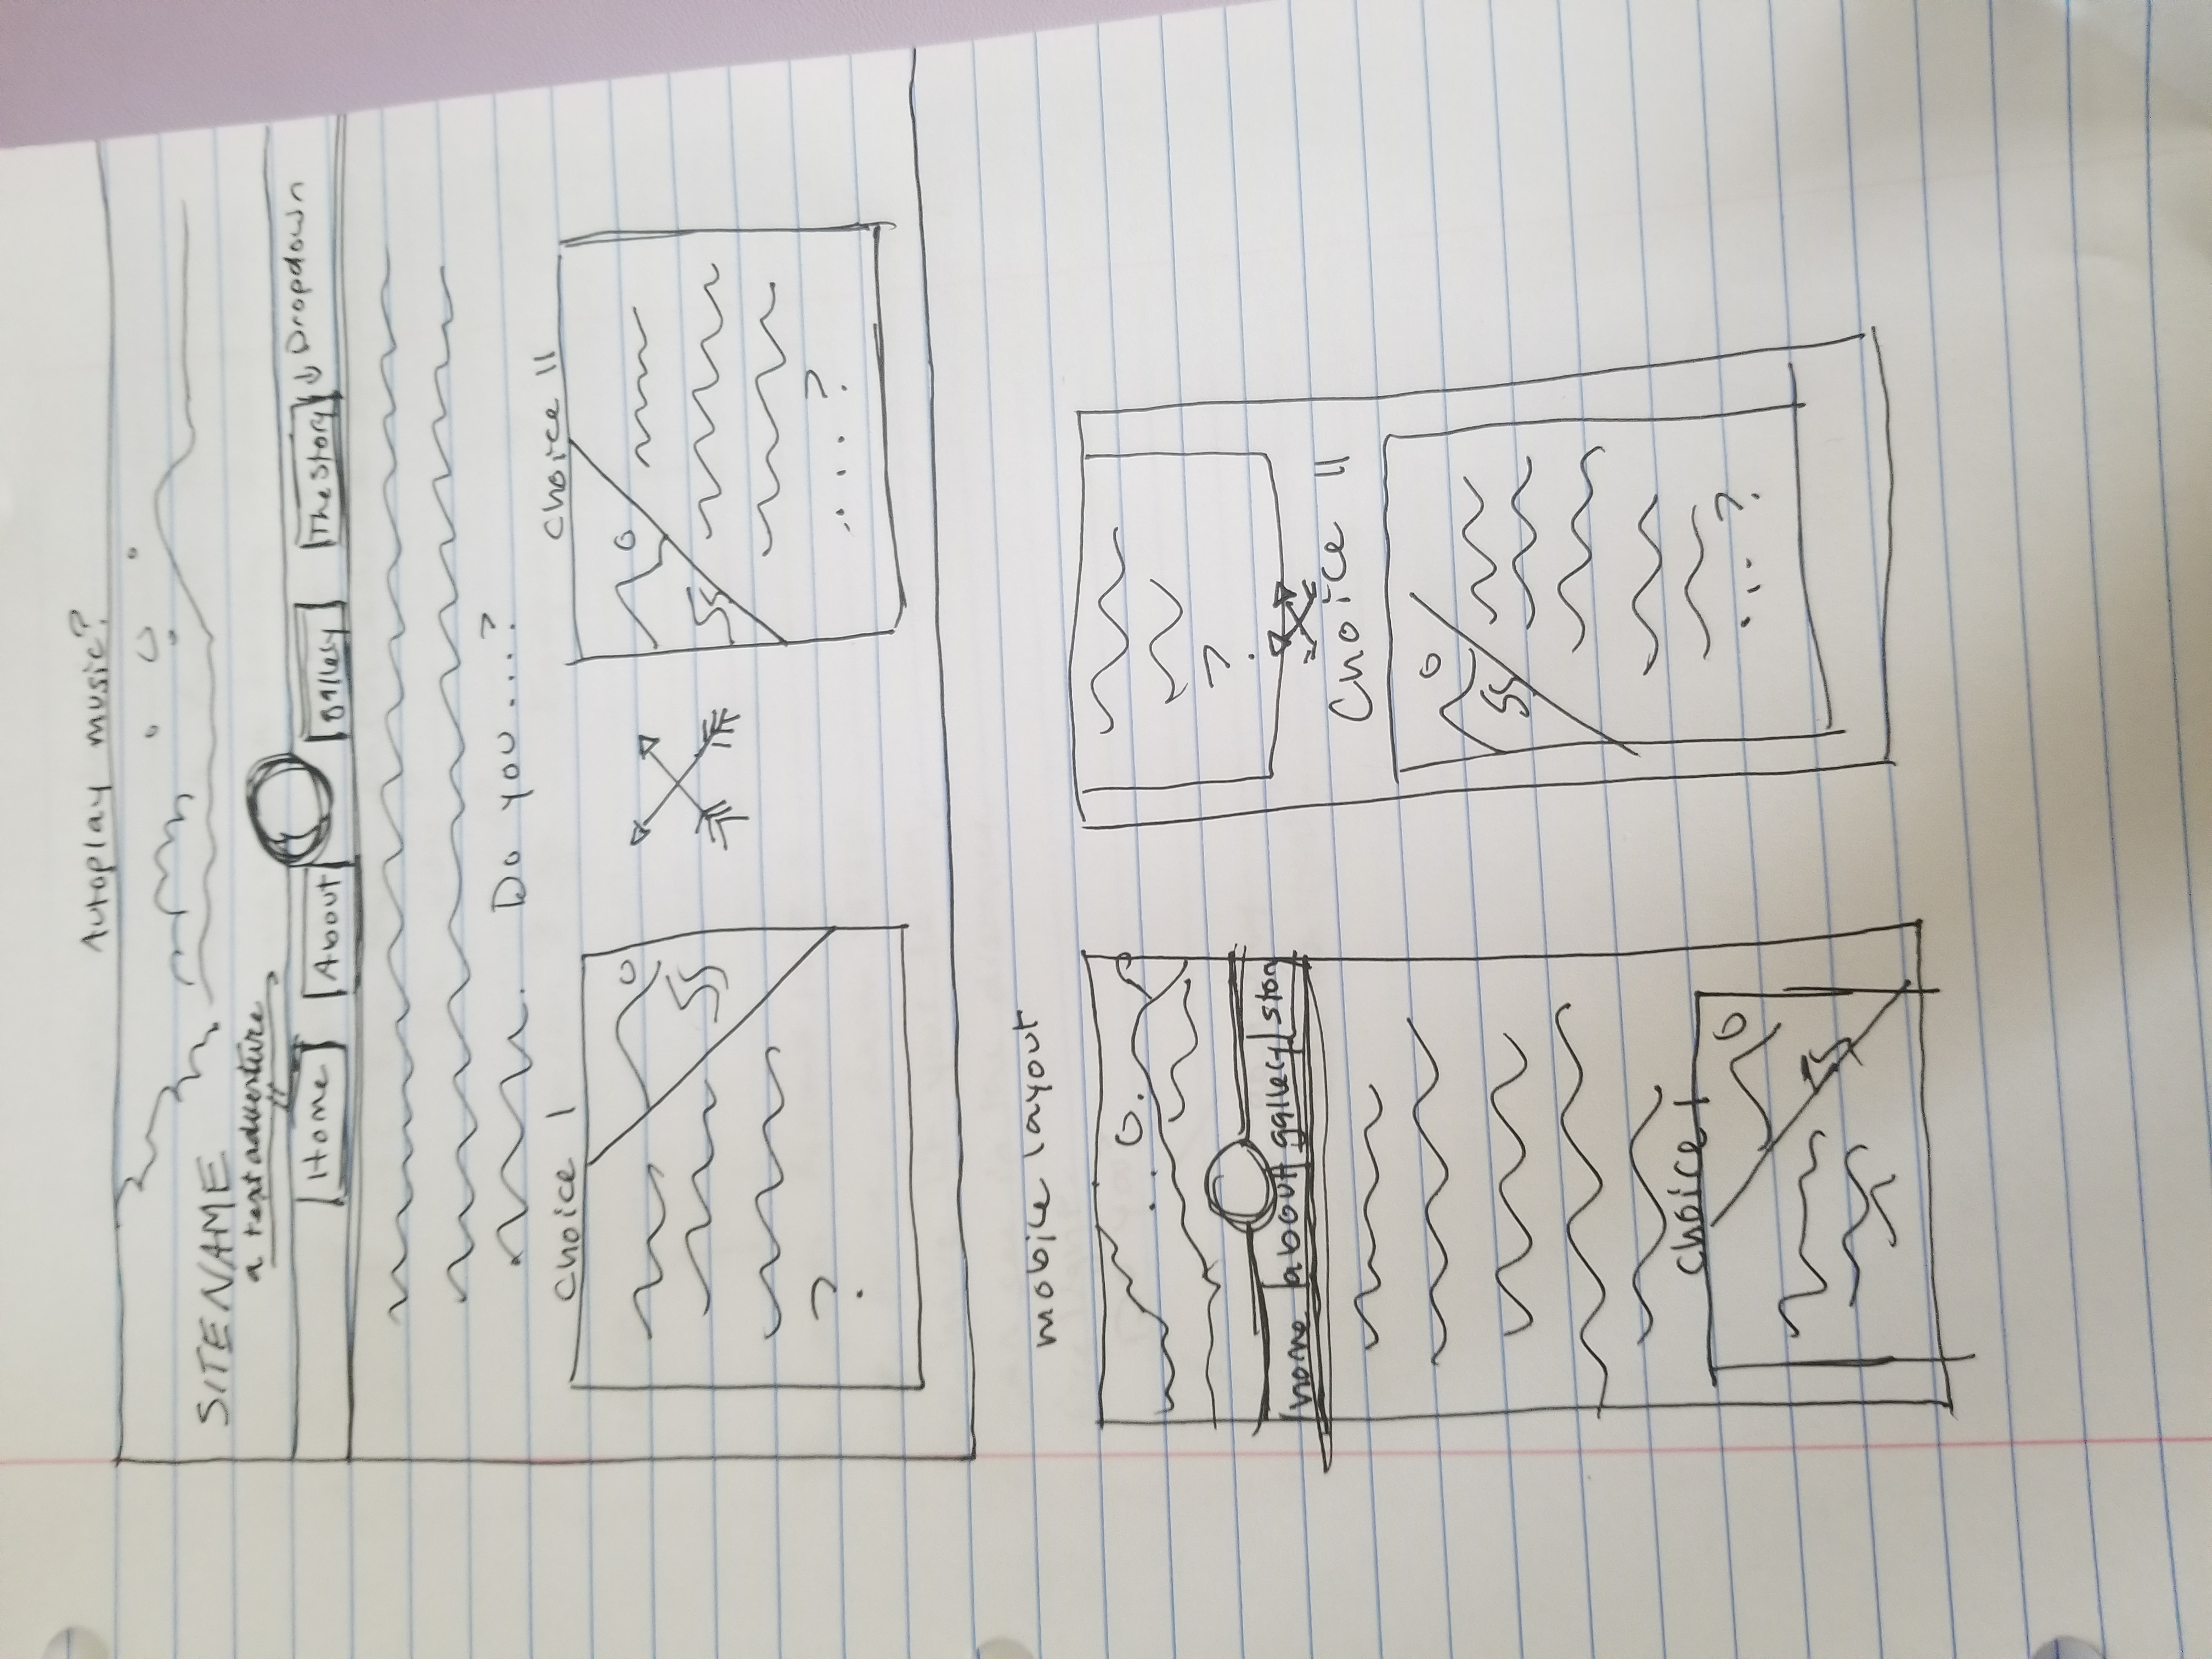 Autoplay music?
SITENAME
a text adventure
Home About gallery The Story ↓ Dropdown
Do you....?
Choice I Choice II
?
....?
mobile layout
home about gallery story
?
Choice II
Choice I
...?